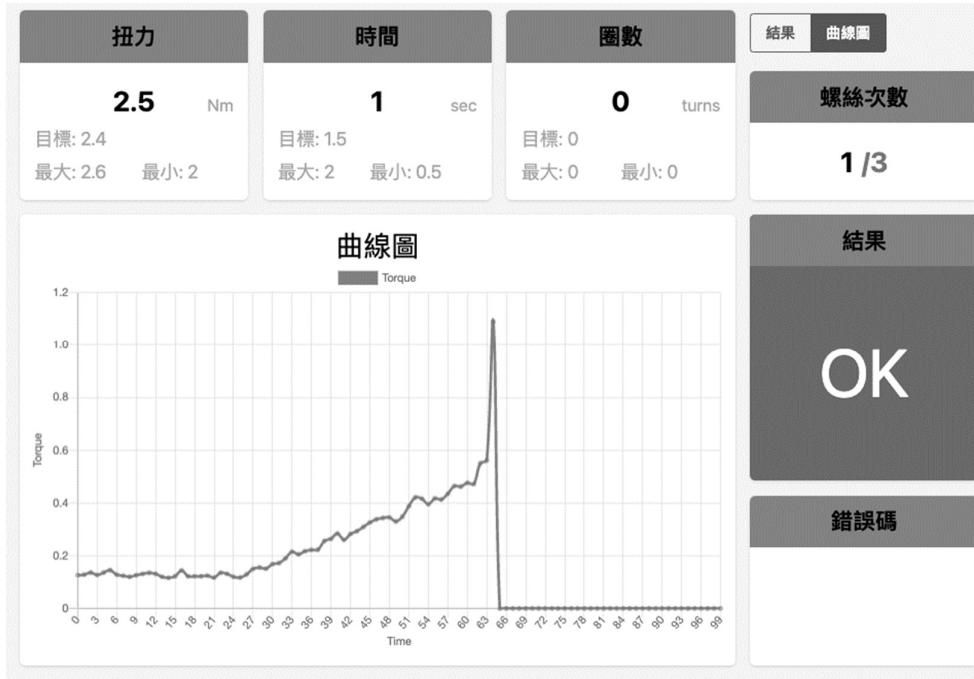 扭力
2.5 Nm
目標: 2.4
最大: 2.6 最小: 2
時間
1 sec
目標: 1.5
最大: 2 最小: 0.5
圈數
0 turns
目標: 0
最大: 0 最小: 0
結果 曲線圖
螺絲次數
1 /3
曲線圖
Torque
1.2
1.0
0.8
0.6
0.4
0.2
0
Torque
0 3 6 9 12 15 18 21 24 27 30 33 36 39 42 45 48 51 54 57 60 63 66 69 72 75 78 81 84 87 90 93 96 99
Time
結果
OK
錯誤碼